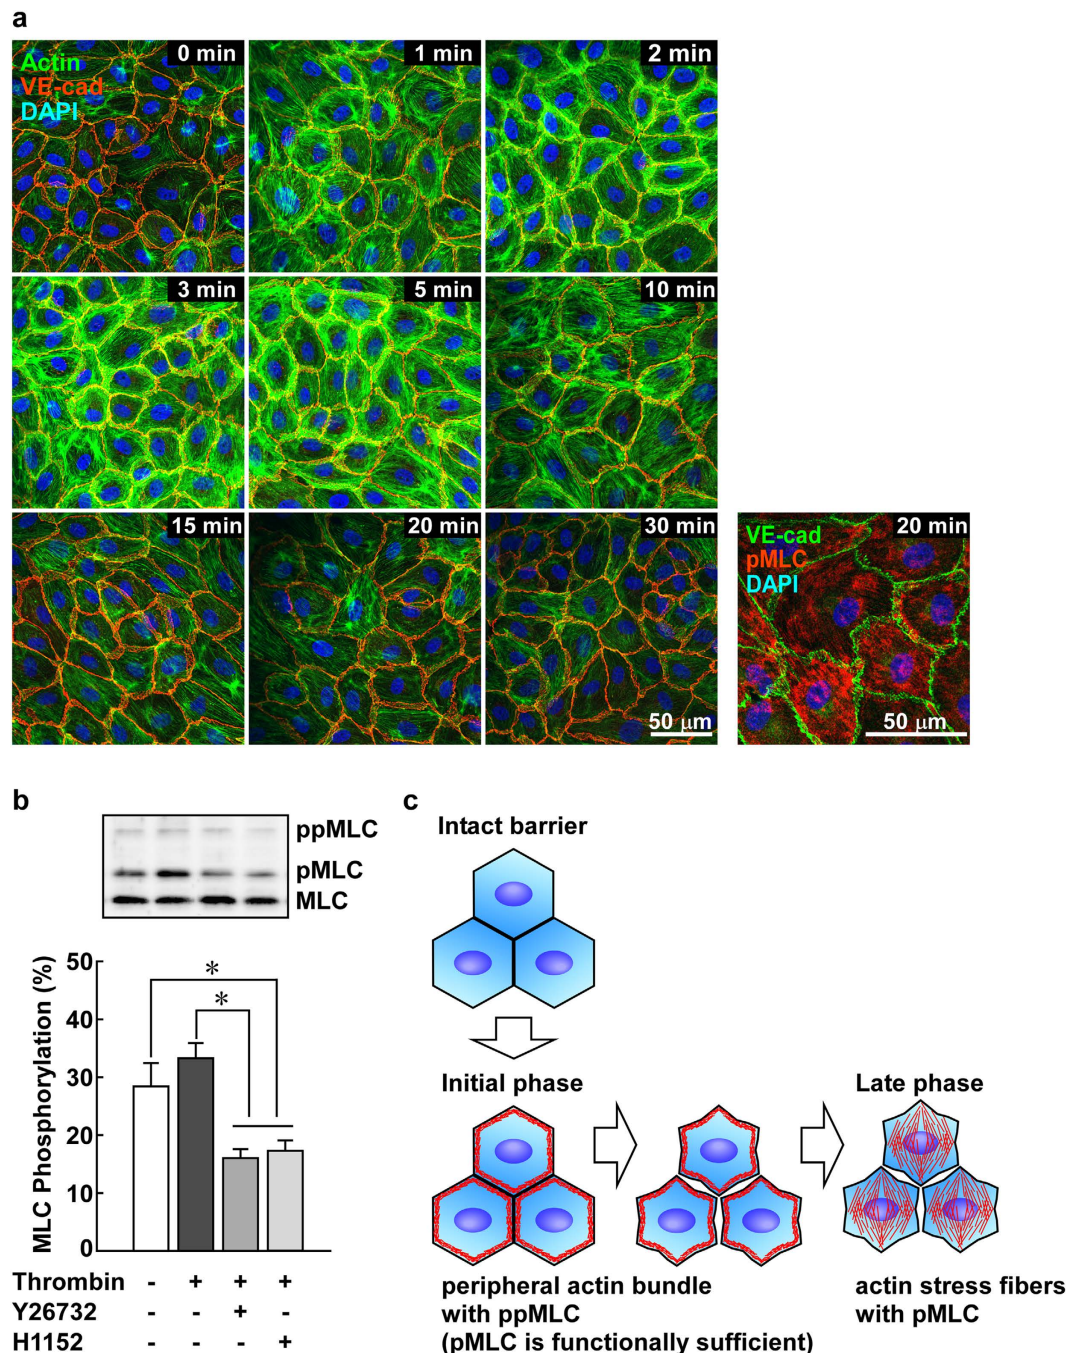 a
0 min
Actin
VE-cad
DAPI
1 min
2 min
3 min
5 min
10 min
15 min
20 min
30 min
50 μm
20 min
VE-cad
pMLC
DAPI
50 μm
b
ppMLC
pMLC
MLC
MLC Phosphorylation (%)
50
40
30
20
10
0
*
*
Thrombin - + + +
Y26732 - - + -
H1152 - - - +
c
Intact barrier
Initial phase
Late phase
peripheral actin bundle
with ppMLC
(pMLC is functionally sufficient)
actin stress fibers
with pMLC